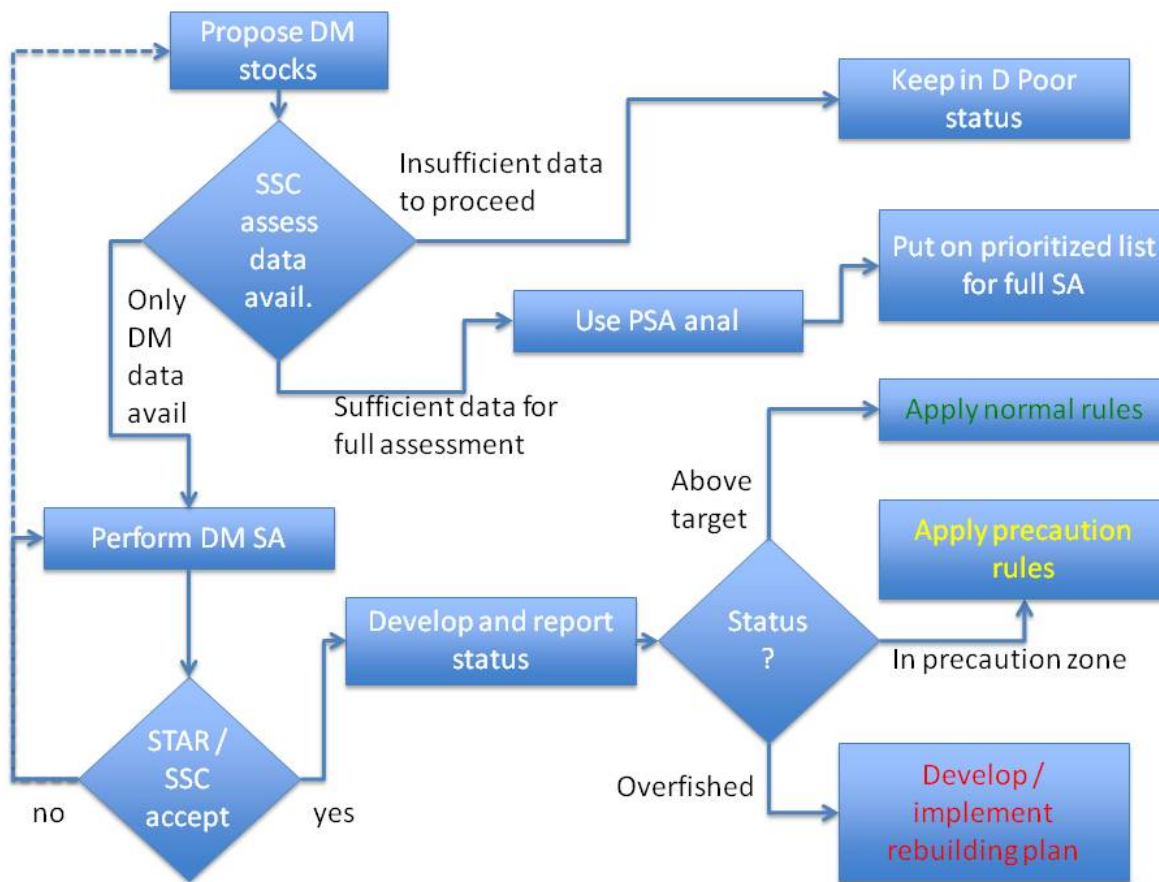 Propose DM
stocks
Keep in D Poor
status
Insufficient data
to proceed
SSC
assess
data
avail.
Put on prioritized list
for full SA
Only
DM
data
avail
Use PSA anal
Sufficient data for
full assessment
Apply normal rules
Above
target
Perform DM SA
Apply precaution
rules
Develop and report
status
Status
?
In precaution zone
STAR /
SSC
accept
Overfished
Develop /
implement
rebuilding plan
no
yes